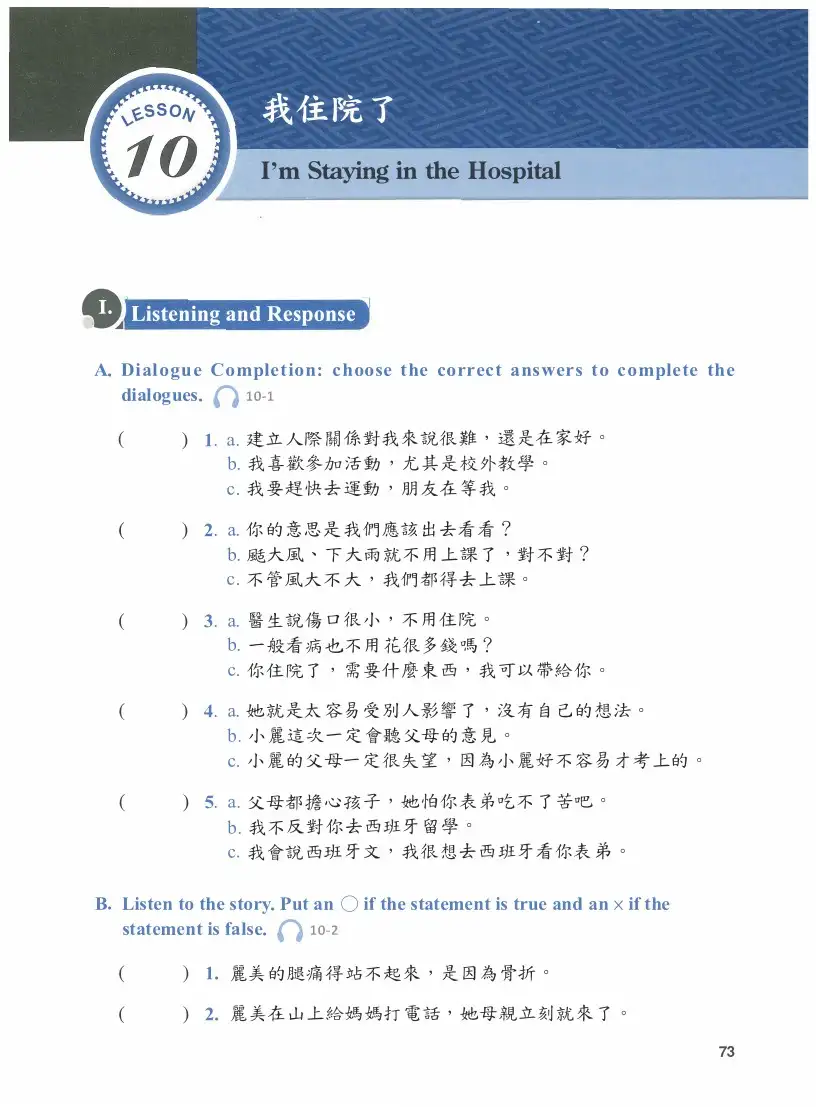 LESSON
10
我住院了
I'm Staying in the Hospital
I. Listening and Response
A. Dialogue Completion: choose the correct answers to complete the
dialogues. 10-1
( ) 1. a. 建立人際關係對我來說很難，還是在家好。
b. 我喜歡參加活動，尤其是校外教學。
c. 我要趕快去運動，朋友在等我。
( ) 2. a. 你的意思是我們應該出去看看？
b. 颳大風、下大雨就不用上課了，對不對？
c. 不管風大不大，我們都得去上課。
( ) 3. a. 醫生說傷口很小，不用住院。
b. 一般看病也不用花很多錢嗎？
c. 你住院了，需要什麼東西，我可以帶給你。
( ) 4. a. 她就是太容易受別人影響了，沒有自己的想法。
b. 小麗這次一定會聽父母的意見。
c. 小麗的父母一定很失望，因為小麗好不容易才考上的。
( ) 5. a. 父母都擔心孩子，她怕你表弟吃不了苦吧。
b. 我不反對你去西班牙留學。
c. 我會說西班牙文，我很想去西班牙看你表弟。
B. Listen to the story. Put an ○ if the statement is true and an × if the
statement is false. 10-2
( ) 1. 麗美的腿痛得站不起來，是因為骨折。
( ) 2. 麗美在山上給媽媽打電話，她母親立刻就來了。
73